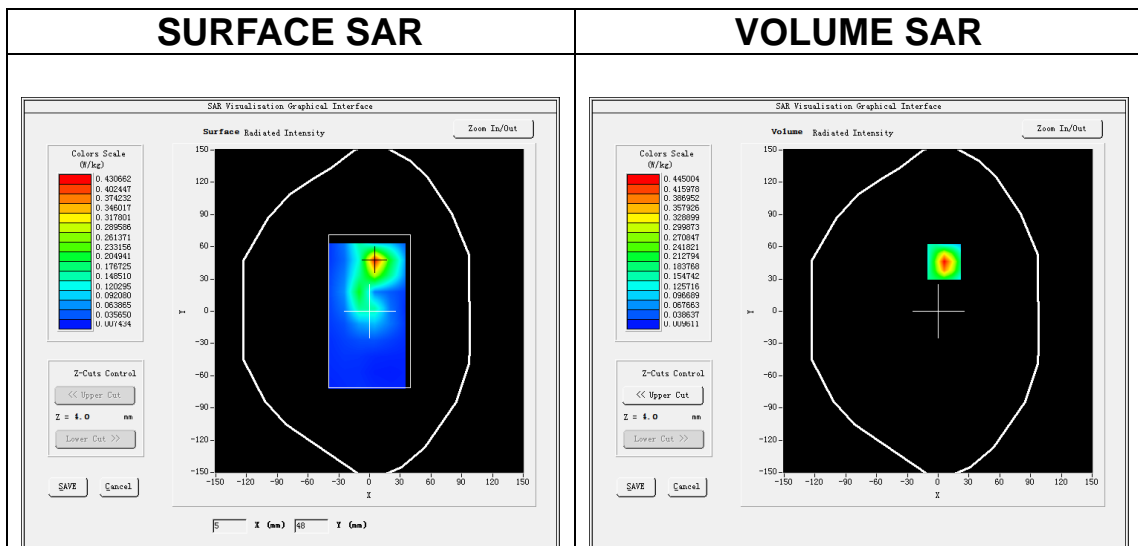 SURFACE SAR
VOLUME SAR
SAR Visualisation Graphical Interface
Surface Radiated Intensity
Zoom In/Out
Colors Scale
(W/kg)
0.430662
0.402447
0.374232
0.346017
0.317801
0.289586
0.261371
0.233156
0.204941
0.176725
0.148510
0.120295
0.092080
0.063865
0.035650
0.007434
150
120
90
60
30
0
-30
-60
-90
-120
-150
Y
-150 -120 -90 -60 -30 0 30 60 90 120 150
X
Z-Cuts Control
<< Upper Cut
Z = 4.0 mm
Lower Cut >>
SAVE Cancel
5 X (mm) 48 Y (mm)
SAR Visualisation Graphical Interface
Volume Radiated Intensity
Zoom In/Out
Colors Scale
(W/kg)
0.445004
0.415978
0.386952
0.357926
0.328899
0.299873
0.270847
0.241821
0.212794
0.183768
0.154742
0.125716
0.096689
0.067663
0.038637
0.009611
150
120
90
60
30
0
-30
-60
-90
-120
-150
Y
-150 -120 -90 -60 -30 0 30 60 90 120 150
X
Z-Cuts Control
<< Upper Cut
Z = 4.0 mm
Lower Cut >>
SAVE Cancel